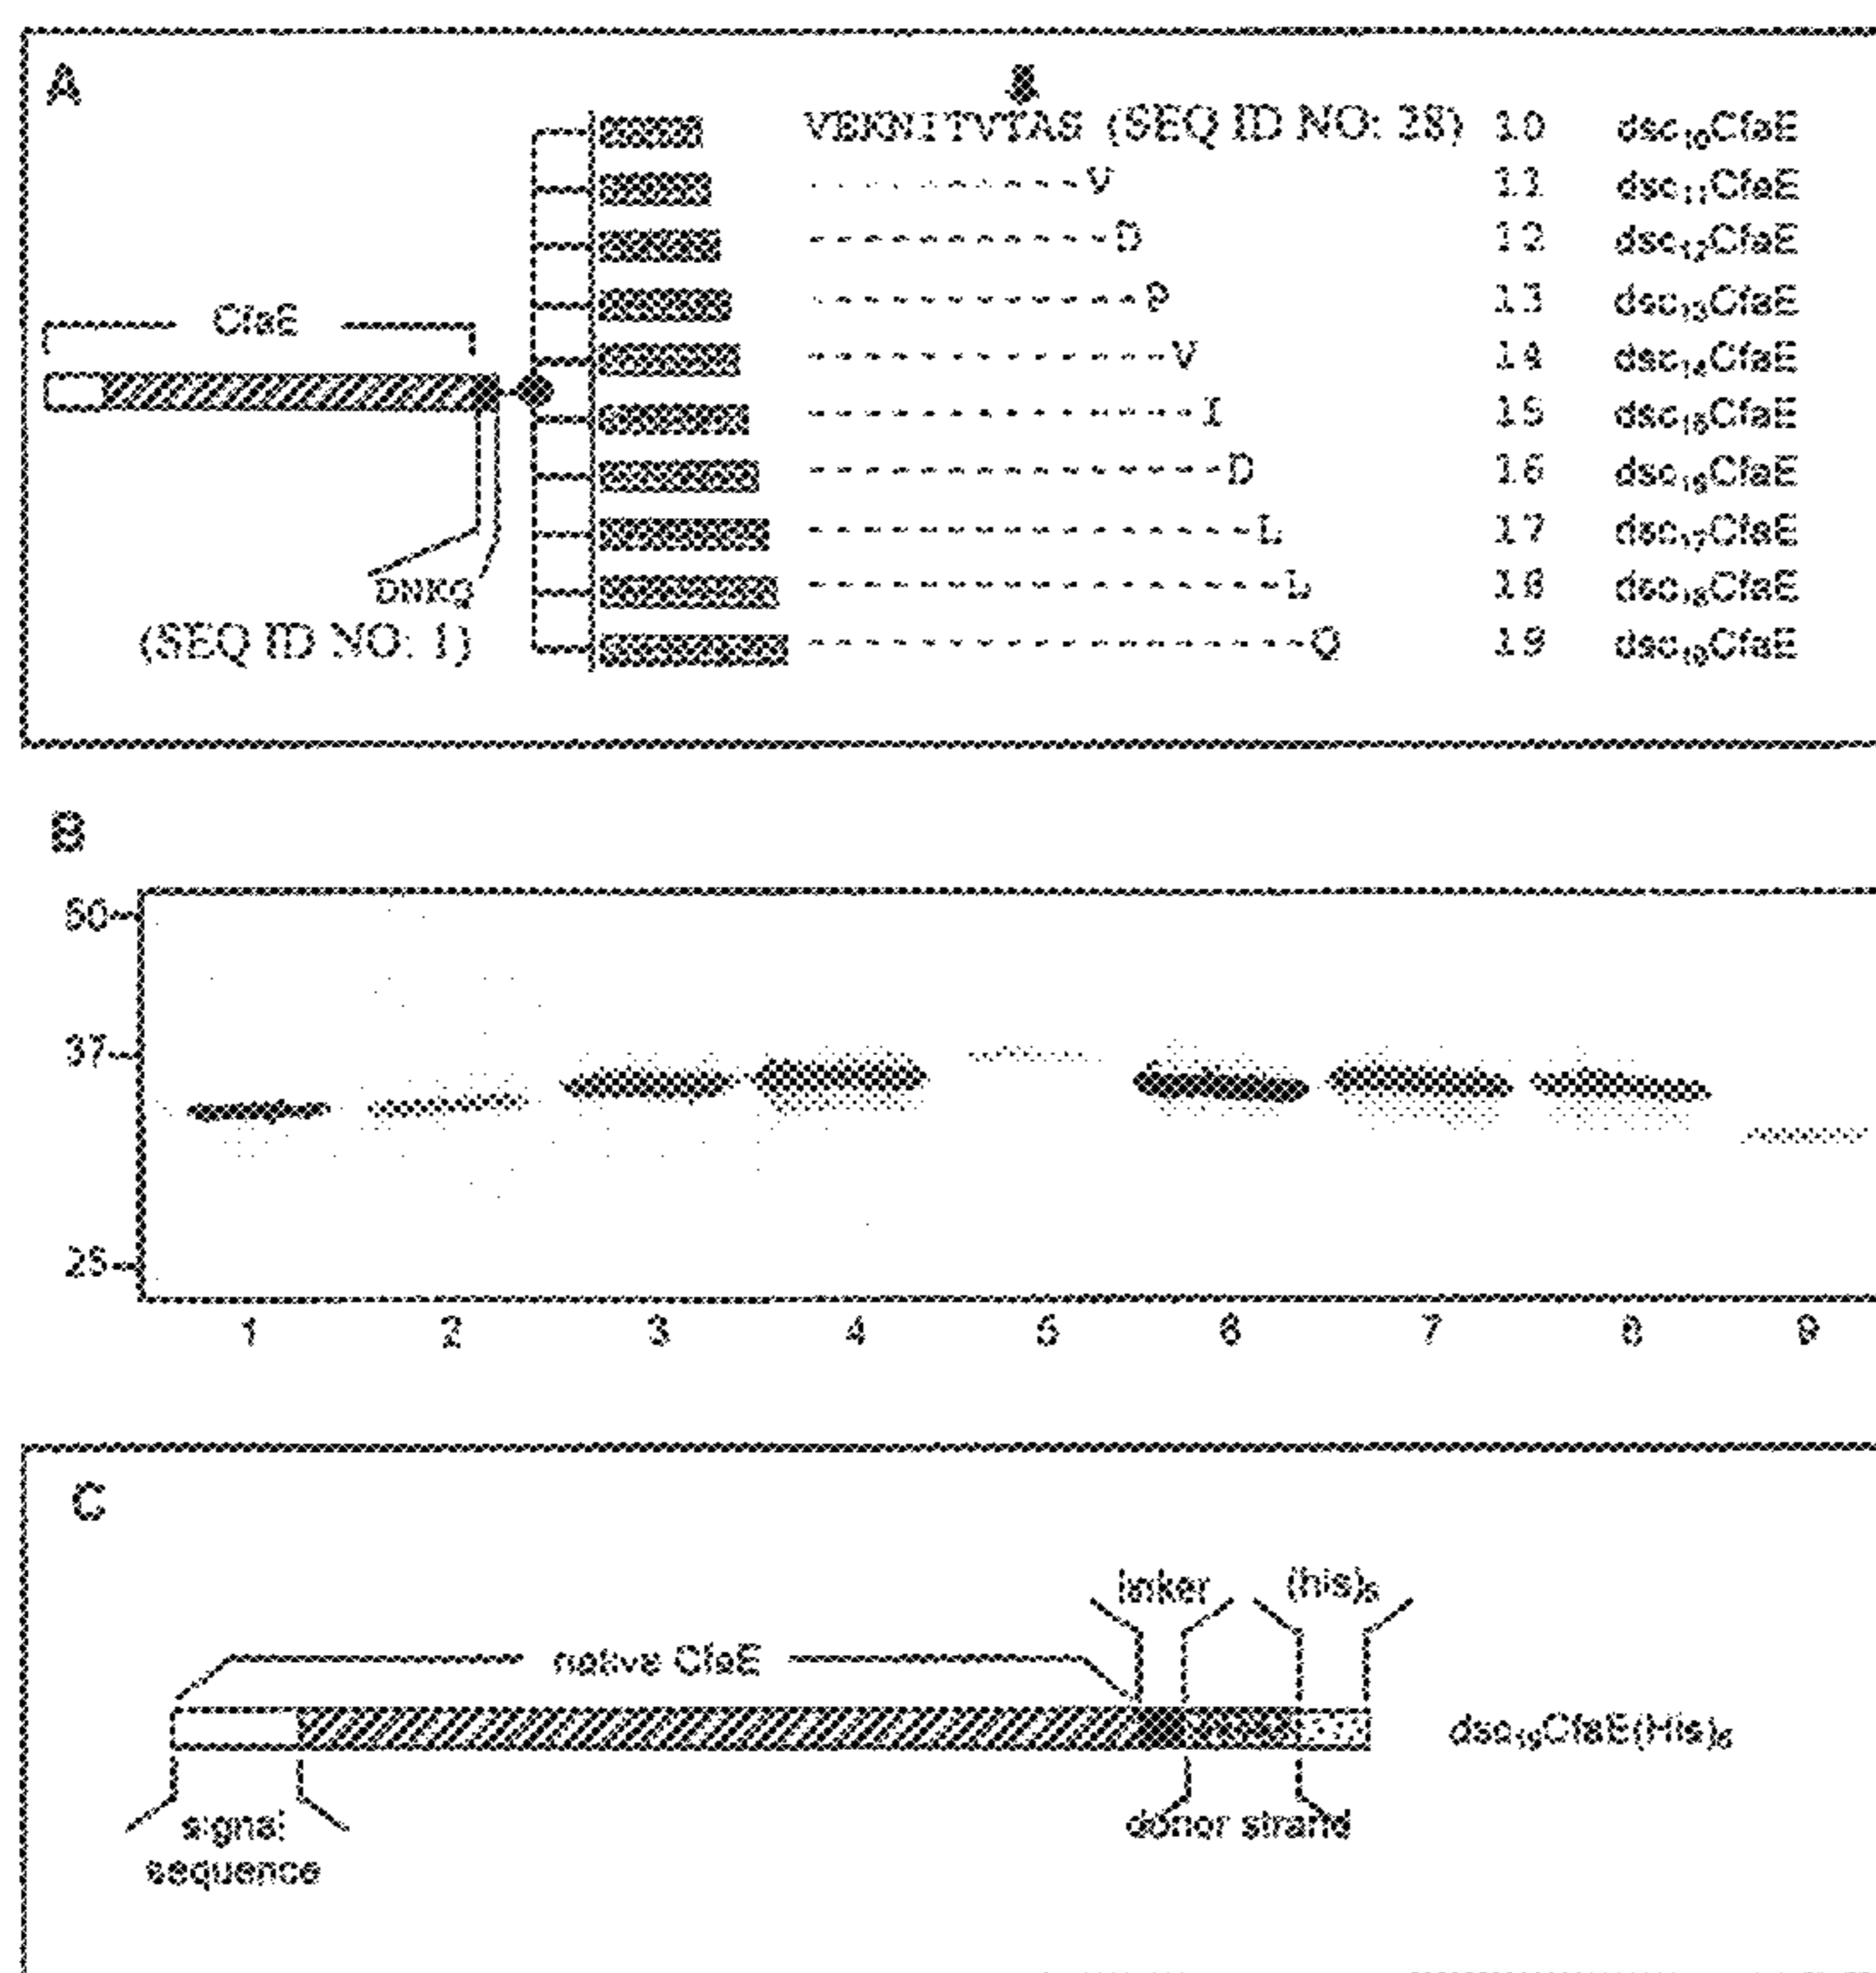 A
VEKNITVTAS (SEQ ID NO: 28) 10 dsc₁₀CfaE
V 11 dsc₁₁CfaE
D 12 dsc₁₂CfaE
P 13 dsc₁₃CfaE
CfaE
V 14 dsc₁₄CfaE
I 15 dsc₁₅CfaE
D 16 dsc₁₆CfaE
L 17 dsc₁₇CfaE
DNKQ
L 18 dsc₁₈CfaE
(SEQ ID NO: 1)
Q 19 dsc₁₉CfaE
B
50
37
25
1 2 3 4 5 6 7 8 9
C
linker (his)₆
native CfaE
dsc₁₉CfaE(His)₆
signal
sequence
donor strand